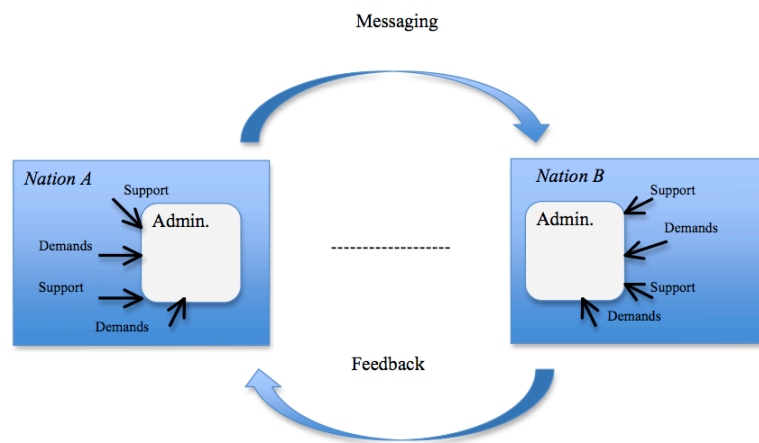 Messaging
Nation A
Support
Admin.
Demands
Support
Demands
Nation B
Support
Admin.
Demands
Support
Demands
Feedback